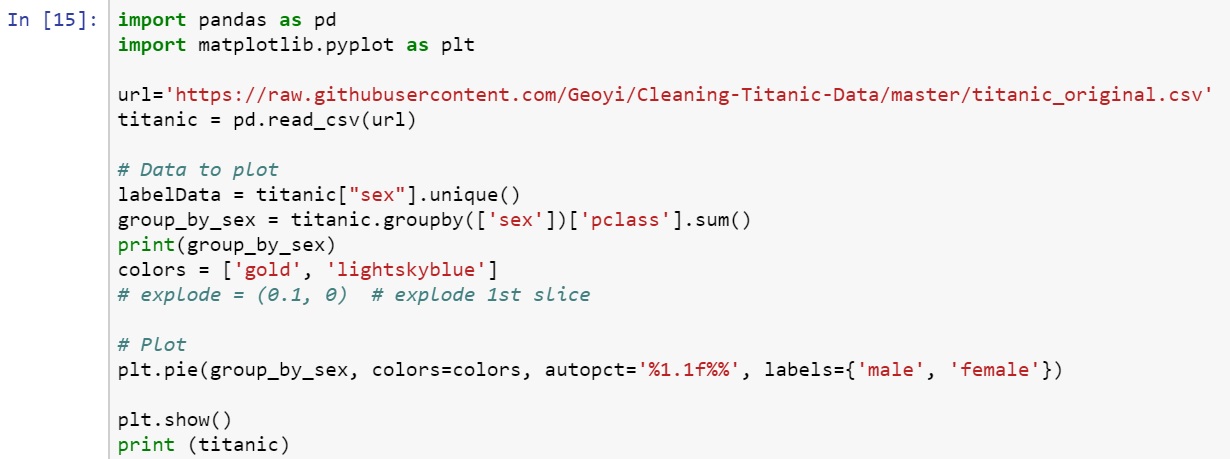 In [15]: import pandas as pd
import matplotlib.pyplot as plt
url='https://raw.githubusercontent.com/Geoyi/Cleaning-Titanic-Data/master/titanic_original.csv'
titanic = pd.read_csv(url)
# Data to plot
labelData = titanic["sex"].unique()
group_by_sex = titanic.groupby(['sex'])['pclass'].sum()
print(group_by_sex)
colors = ['gold', 'lightskyblue']
# explode = (0.1, 0)  # explode 1st slice
# Plot
plt.pie(group_by_sex, colors=colors, autopct='%1.1f%%', labels={'male', 'female'})
plt.show()
print (titanic)